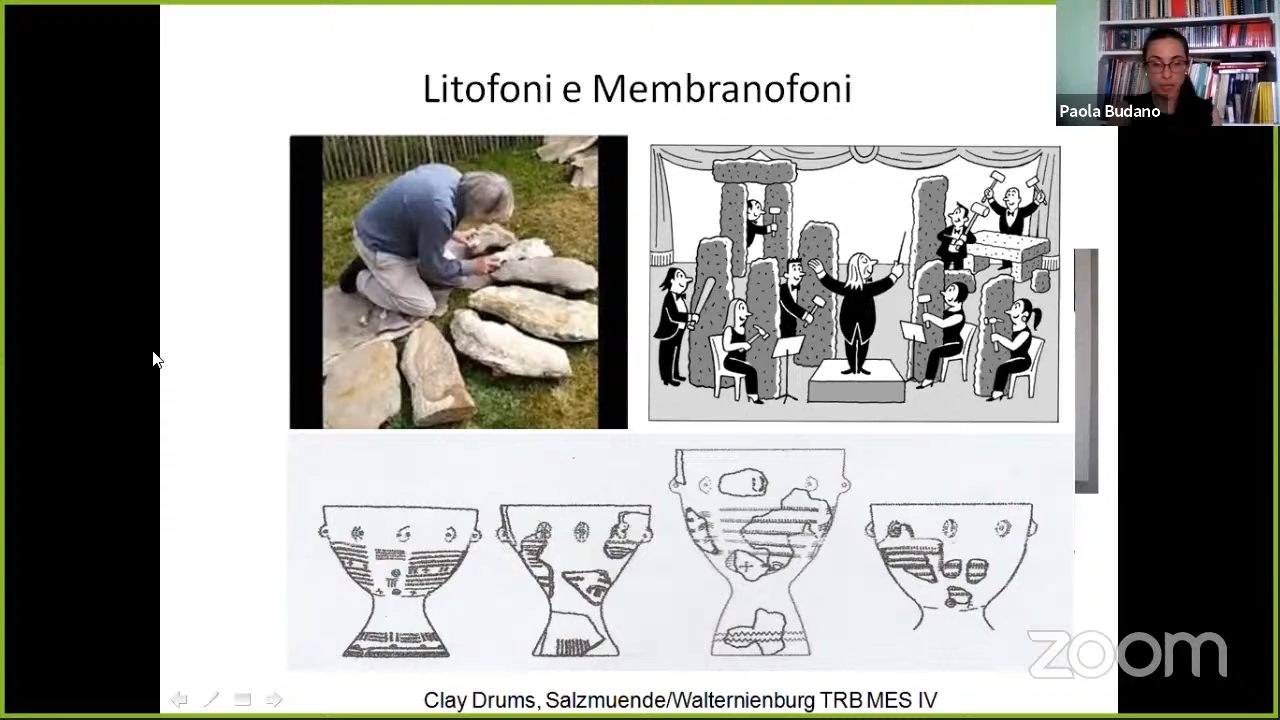 Litofoni e Membranofoni
Paola Budano
Clay Drums, Salzmuende/Walternienburg TRB MES IV
zoom